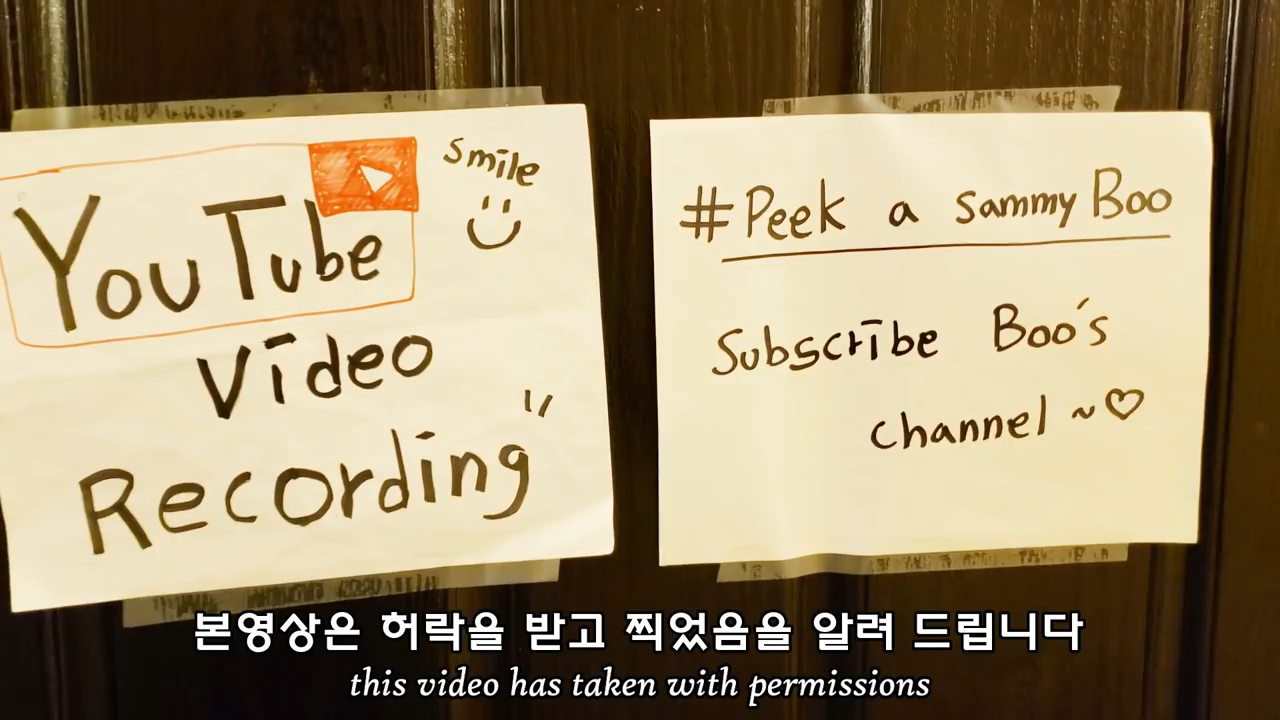 YouTube
smile
Video
Recording
#Peek a sammy Boo
Subscribe Boo's
channel ~♡
본영상은 허락을 받고 찍었음을 알려 드립니다
this video has taken with permissions